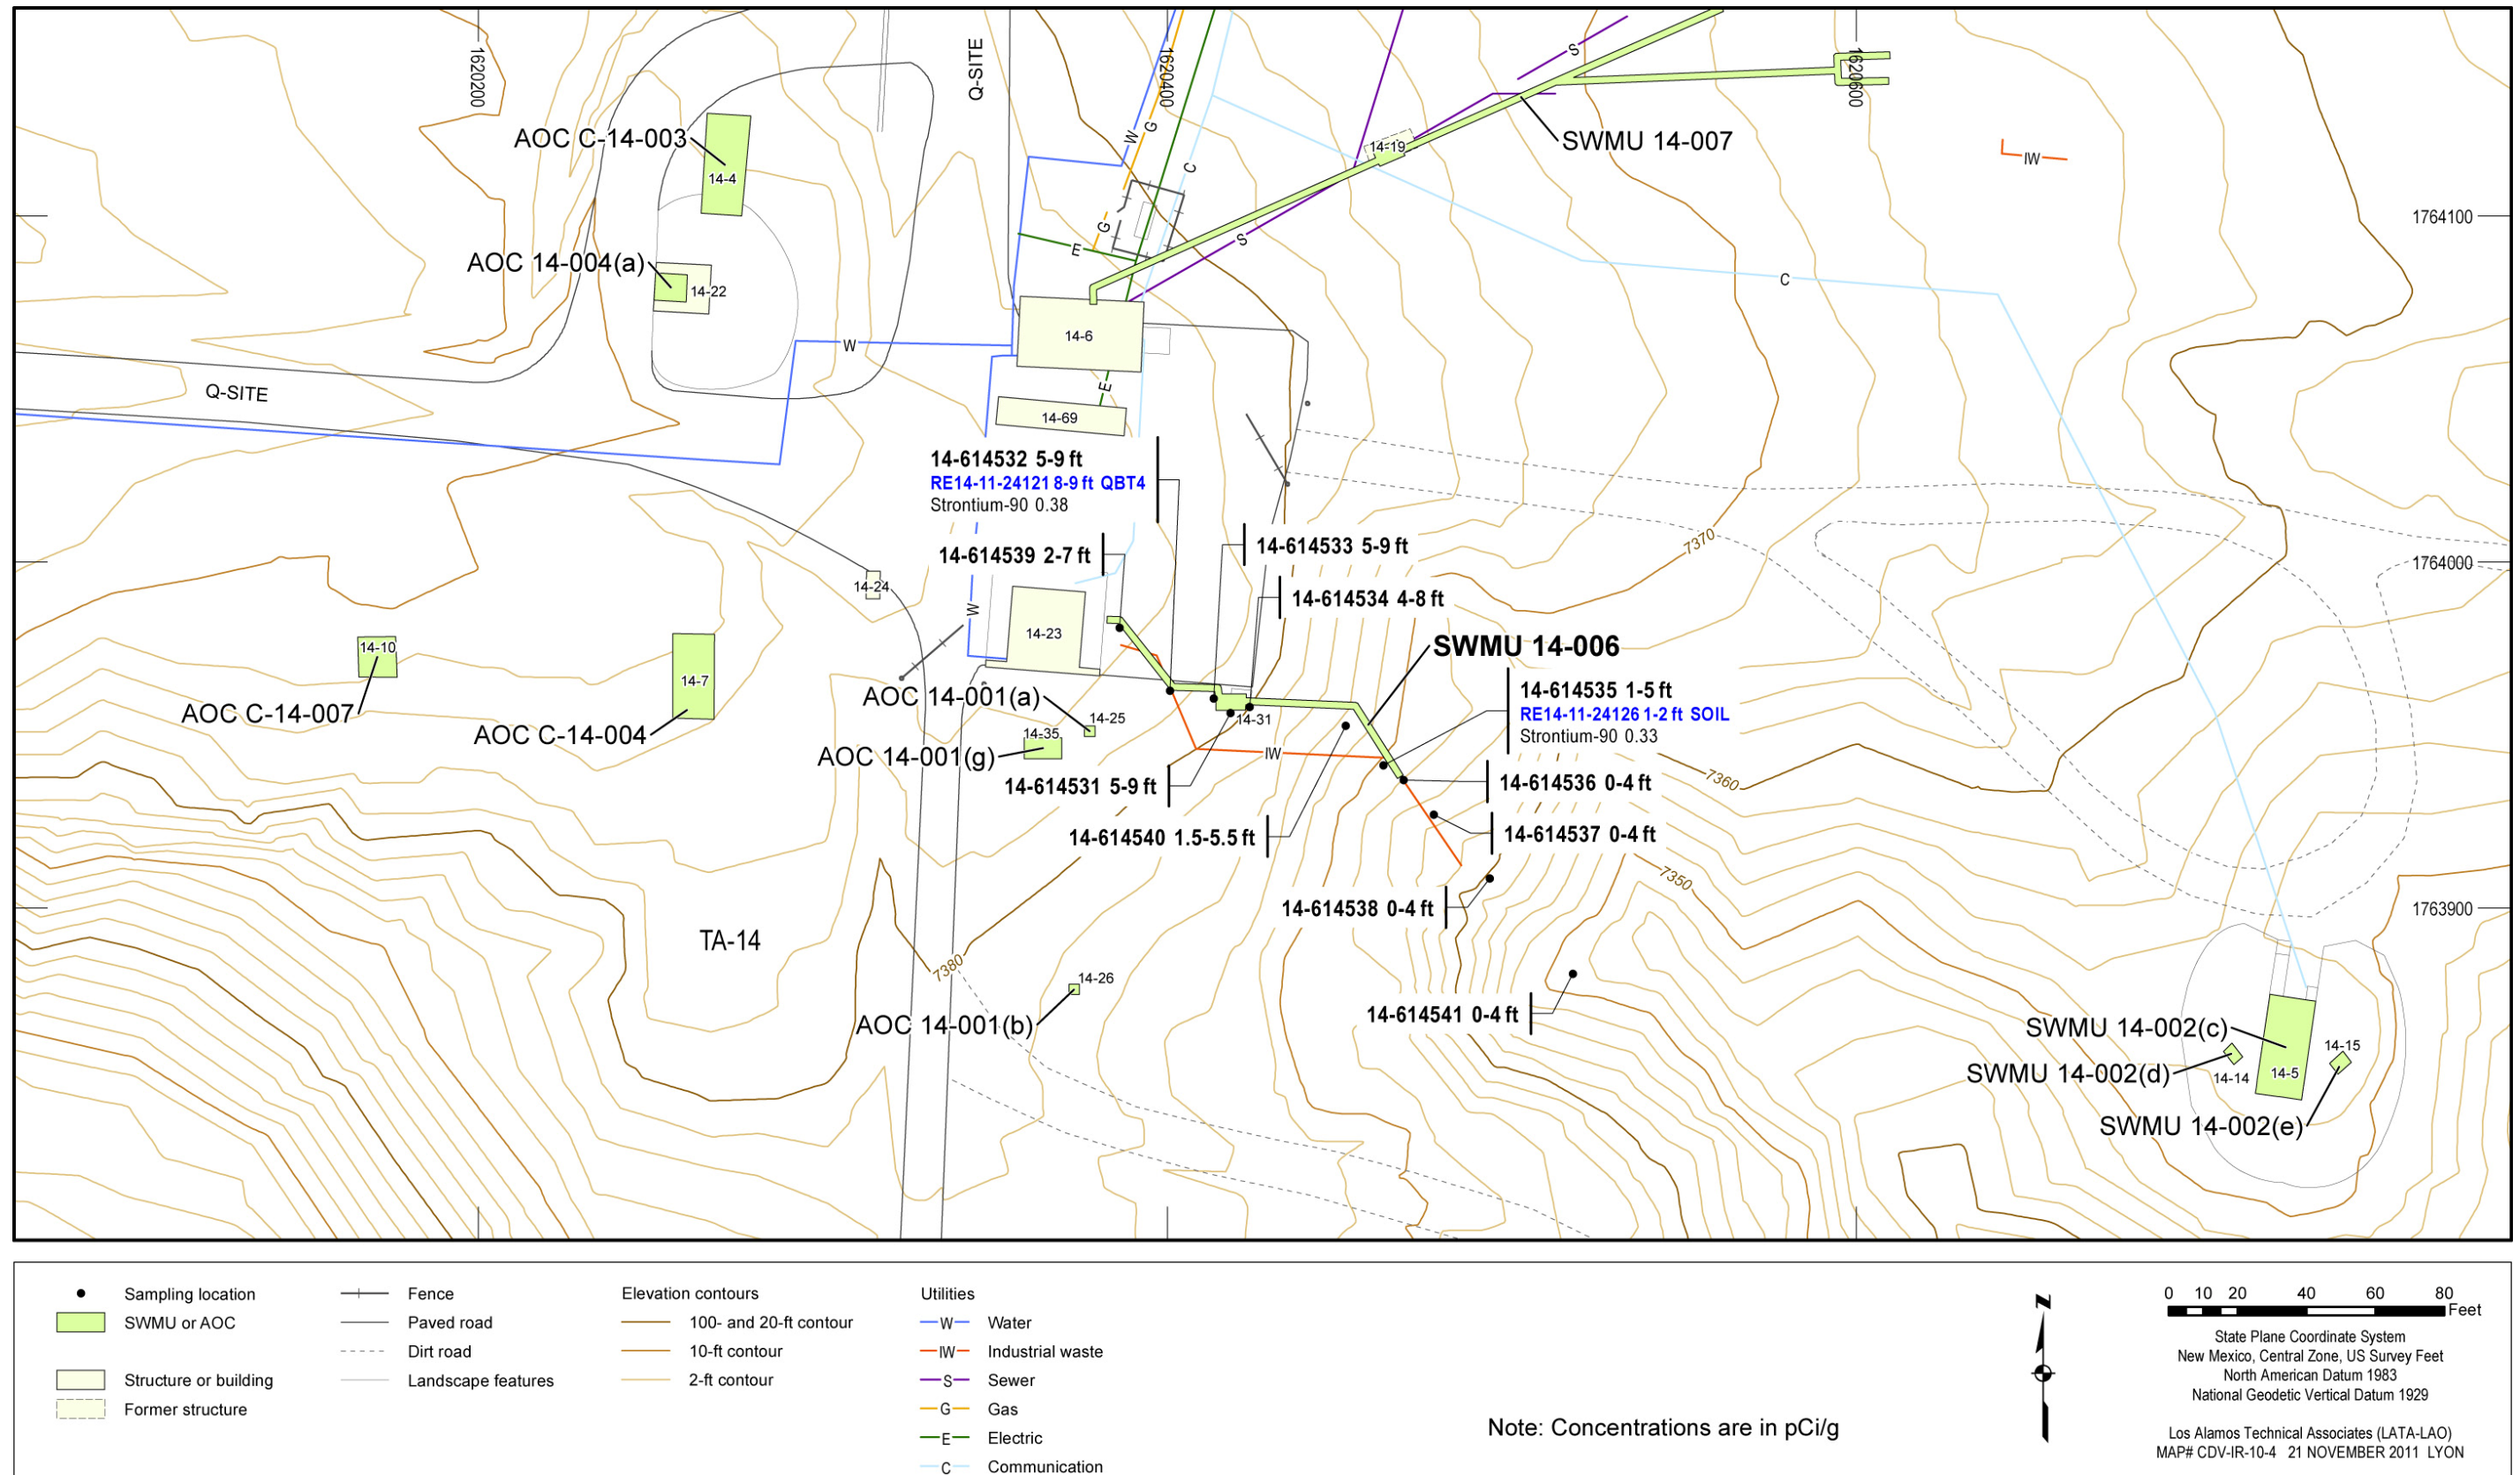 1620200
Q-SITE
1620400
1620600
S
W
G
AOC C-14-003
14-4
14-19
SWMU 14-007
IW
C
1764100
G
S
E
AOC 14-004(a)
14-22
C
W
14-6
E
Q-SITE
14-69
14-614532 5-9 ft
RE14-11-24121 8-9 ft QBT4
Strontium-90 0.38
14-614539 2-7 ft
14-614533 5-9 ft
7370
1764000
14-24
W
14-614534 4-8 ft
14-23
14-10
14-7
SWMU 14-006
AOC C-14-007
AOC C-14-004
AOC 14-001(a)
14-25
14-31
14-614535 1-5 ft
RE14-11-24126 1-2 ft SOIL
Strontium-90 0.33
14-35
AOC 14-001(g)
IW
14-614531 5-9 ft
14-614536 0-4 ft
7360
14-614540 1.5-5.5 ft
14-614537 0-4 ft
7350
14-614538 0-4 ft
1763900
TA-14
7380
14-26
AOC 14-001(b)
14-614541 0-4 ft
SWMU 14-002(c)
14-15
SWMU 14-002(d)
14-14
14-5
SWMU 14-002(e)
Sampling location
SWMU or AOC
Structure or building
Former structure
Fence
Paved road
Dirt road
Landscape features
Elevation contours
100- and 20-ft contour
10-ft contour
2-ft contour
Utilities
W Water
IW Industrial waste
S Sewer
G Gas
E Electric
C Communication
Note: Concentrations are in pCi/g
N
0 10 20 40 60 80
Feet
State Plane Coordinate System
New Mexico, Central Zone, US Survey Feet
North American Datum 1983
National Geodetic Vertical Datum 1929
Los Alamos Technical Associates (LATA-LAO)
MAP# CDV-IR-10-4 21 NOVEMBER 2011 LYON